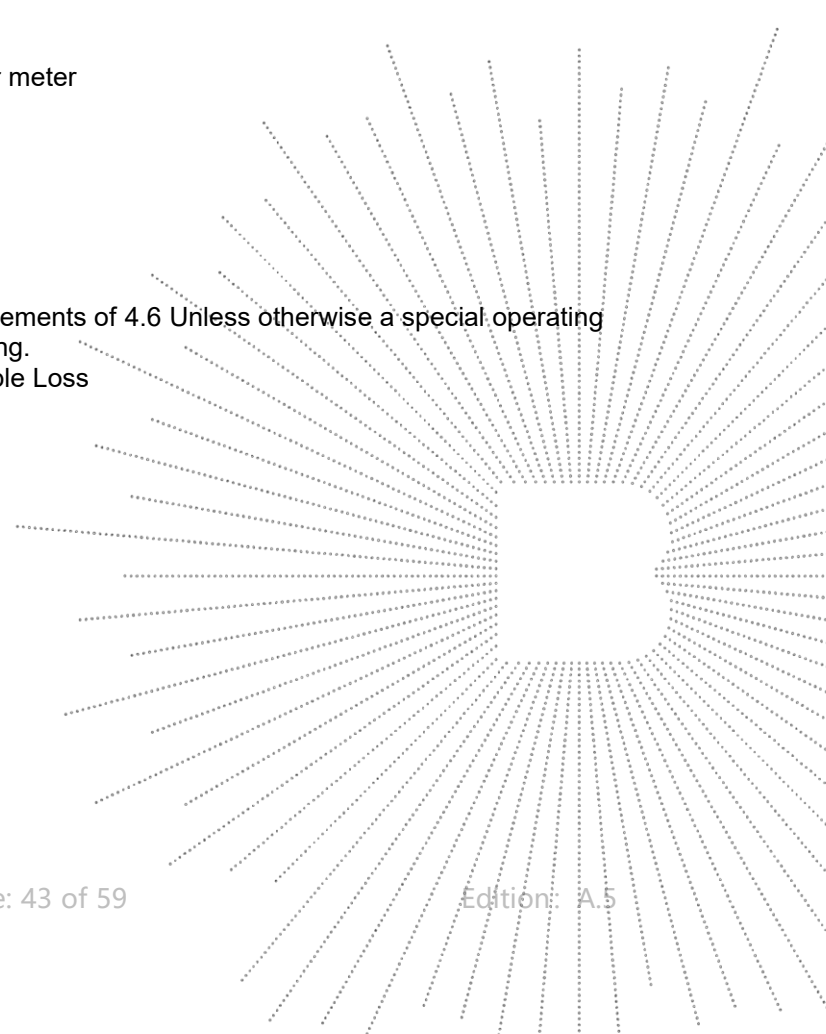 meter
ements of 4.6 Unless otherwise a special operating
ng.
ole Loss
e: 43 of 59 Edition: A.5